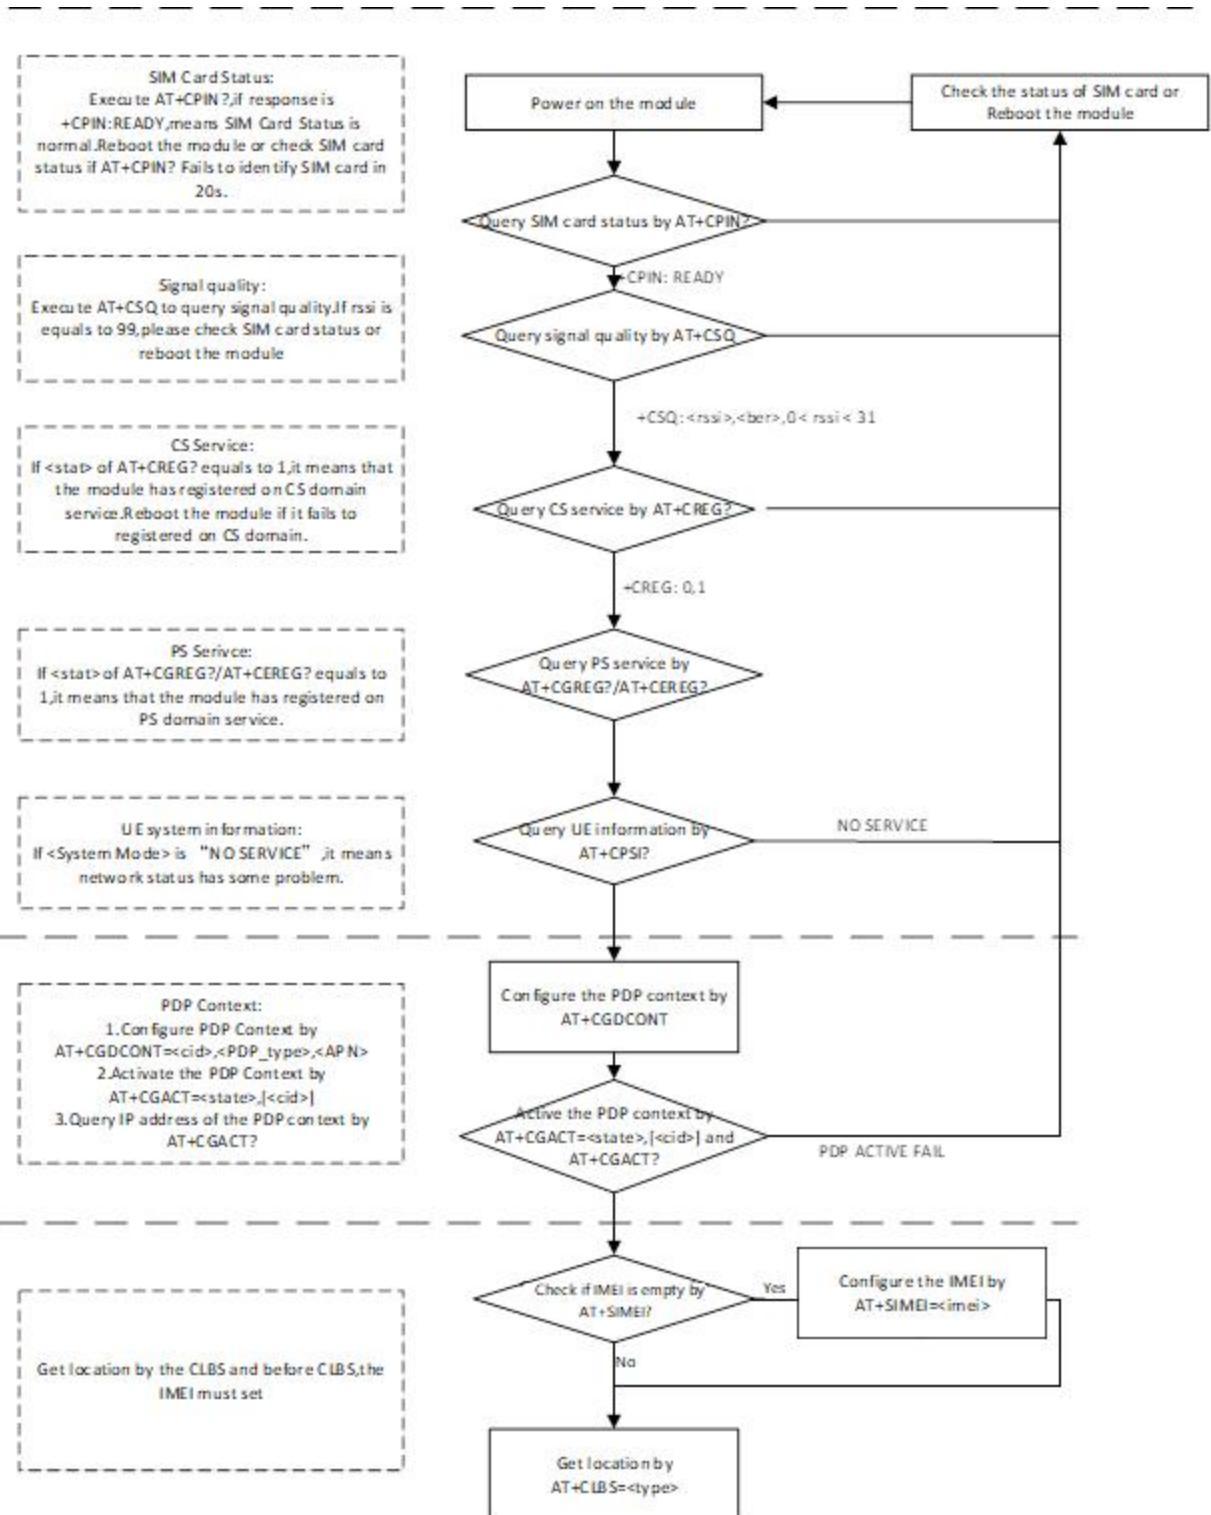 SIM Card Status:
Execute AT+CPIN?,if response is
+CPIN:READY,means SIM Card Status is
normal.Reboot the module or check SIM card
status if AT+CPIN? Fails to identify SIM card in
20s.
Power on the module
Check the status of SIM card or
Reboot the module
Query SIM card status by AT+CPIN?
+CPIN: READY
Signal quality:
Execute AT+CSQ to query signal quality.If rssi is
equals to 99,please check SIM card status or
reboot the module
Query signal quality by AT+CSQ
+CSQ: <rssi>,<ber>,0< rssi < 31
CS Service:
If <stat> of AT+CREG? equals to 1,it means that
the module has registered on CS domain
service.Reboot the module if it fails to
registered on CS domain.
Query CS service by AT+CREG?
+CREG: 0,1
PS Serivce:
If <stat> of AT+CGREG?/AT+CEREG? equals to
1,it means that the module has registered on
PS domain service.
Query PS service by
AT+CGREG?/AT+CEREG?
UE system information:
If <System Mode> is “NO SERVICE” ,it means
network status has some problem.
Query UE information by
AT+CPSI?
NO SERVICE
PDP Context:
1.Configure PDP Context by
AT+CGDCONT=<cid>,<PDP_type>,<APN>
2.Activate the PDP Context by
AT+CGACT=<state>,[<cid>]
3.Query IP address of the PDP context by
AT+CGACT?
Configure the PDP context by
AT+CGDCONT
Active the PDP context by
AT+CGACT=<state>,[<cid>] and
AT+CGACT?
PDP ACTIVE FAIL
Get location by the CLBS and before CLBS,the
IMEI must set
Check if IMEI is empty by
AT+SIMEI?
Yes
Configure the IMEI by
AT+SIMEI=<imei>
No
Get location by
AT+CLBS=<type>